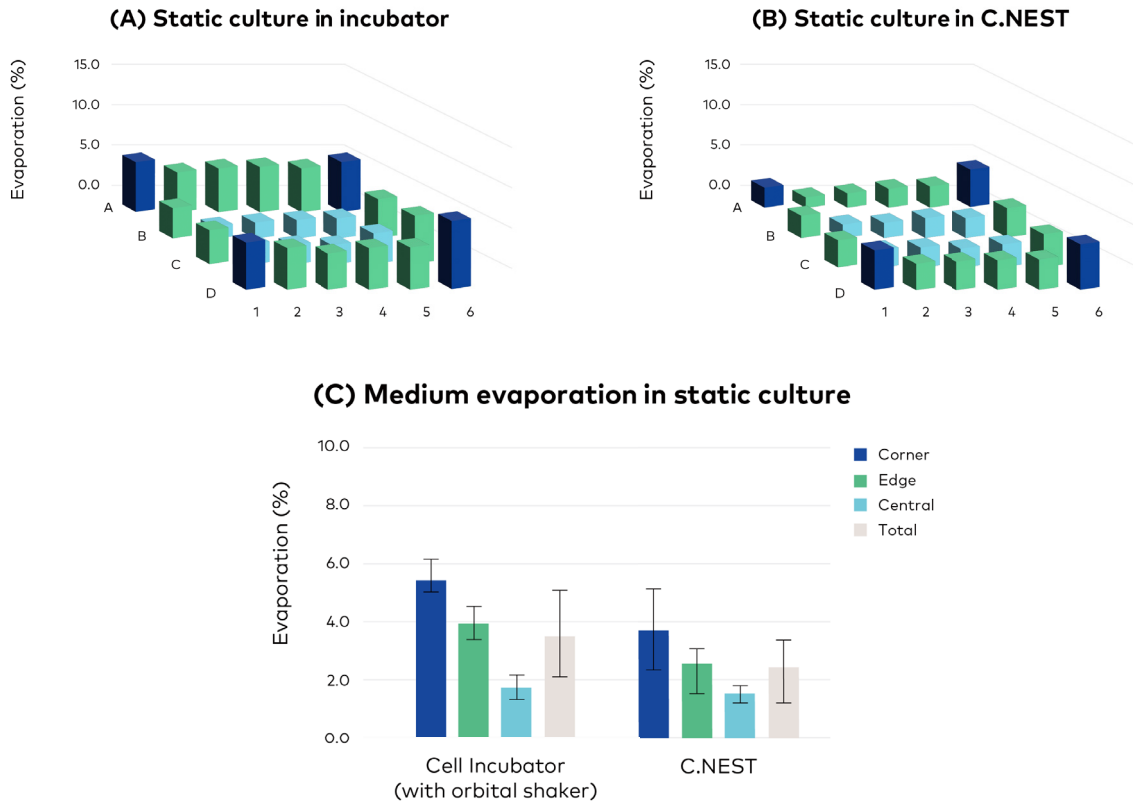 (A) Static culture in incubator
Evaporation (%)
15.0
10.0
5.0
0.0
A
B
C
D
1 2 3 4 5 6
(B) Static culture in C.NEST
Evaporation (%)
15.0
10.0
5.0
0.0
A
B
C
D
1 2 3 4 5 6
(C) Medium evaporation in static culture
Evaporation (%)
10.0
8.0
6.0
4.0
2.0
0.0
Cell Incubator
(with orbital shaker)
C.NEST
Corner
Edge
Central
Total